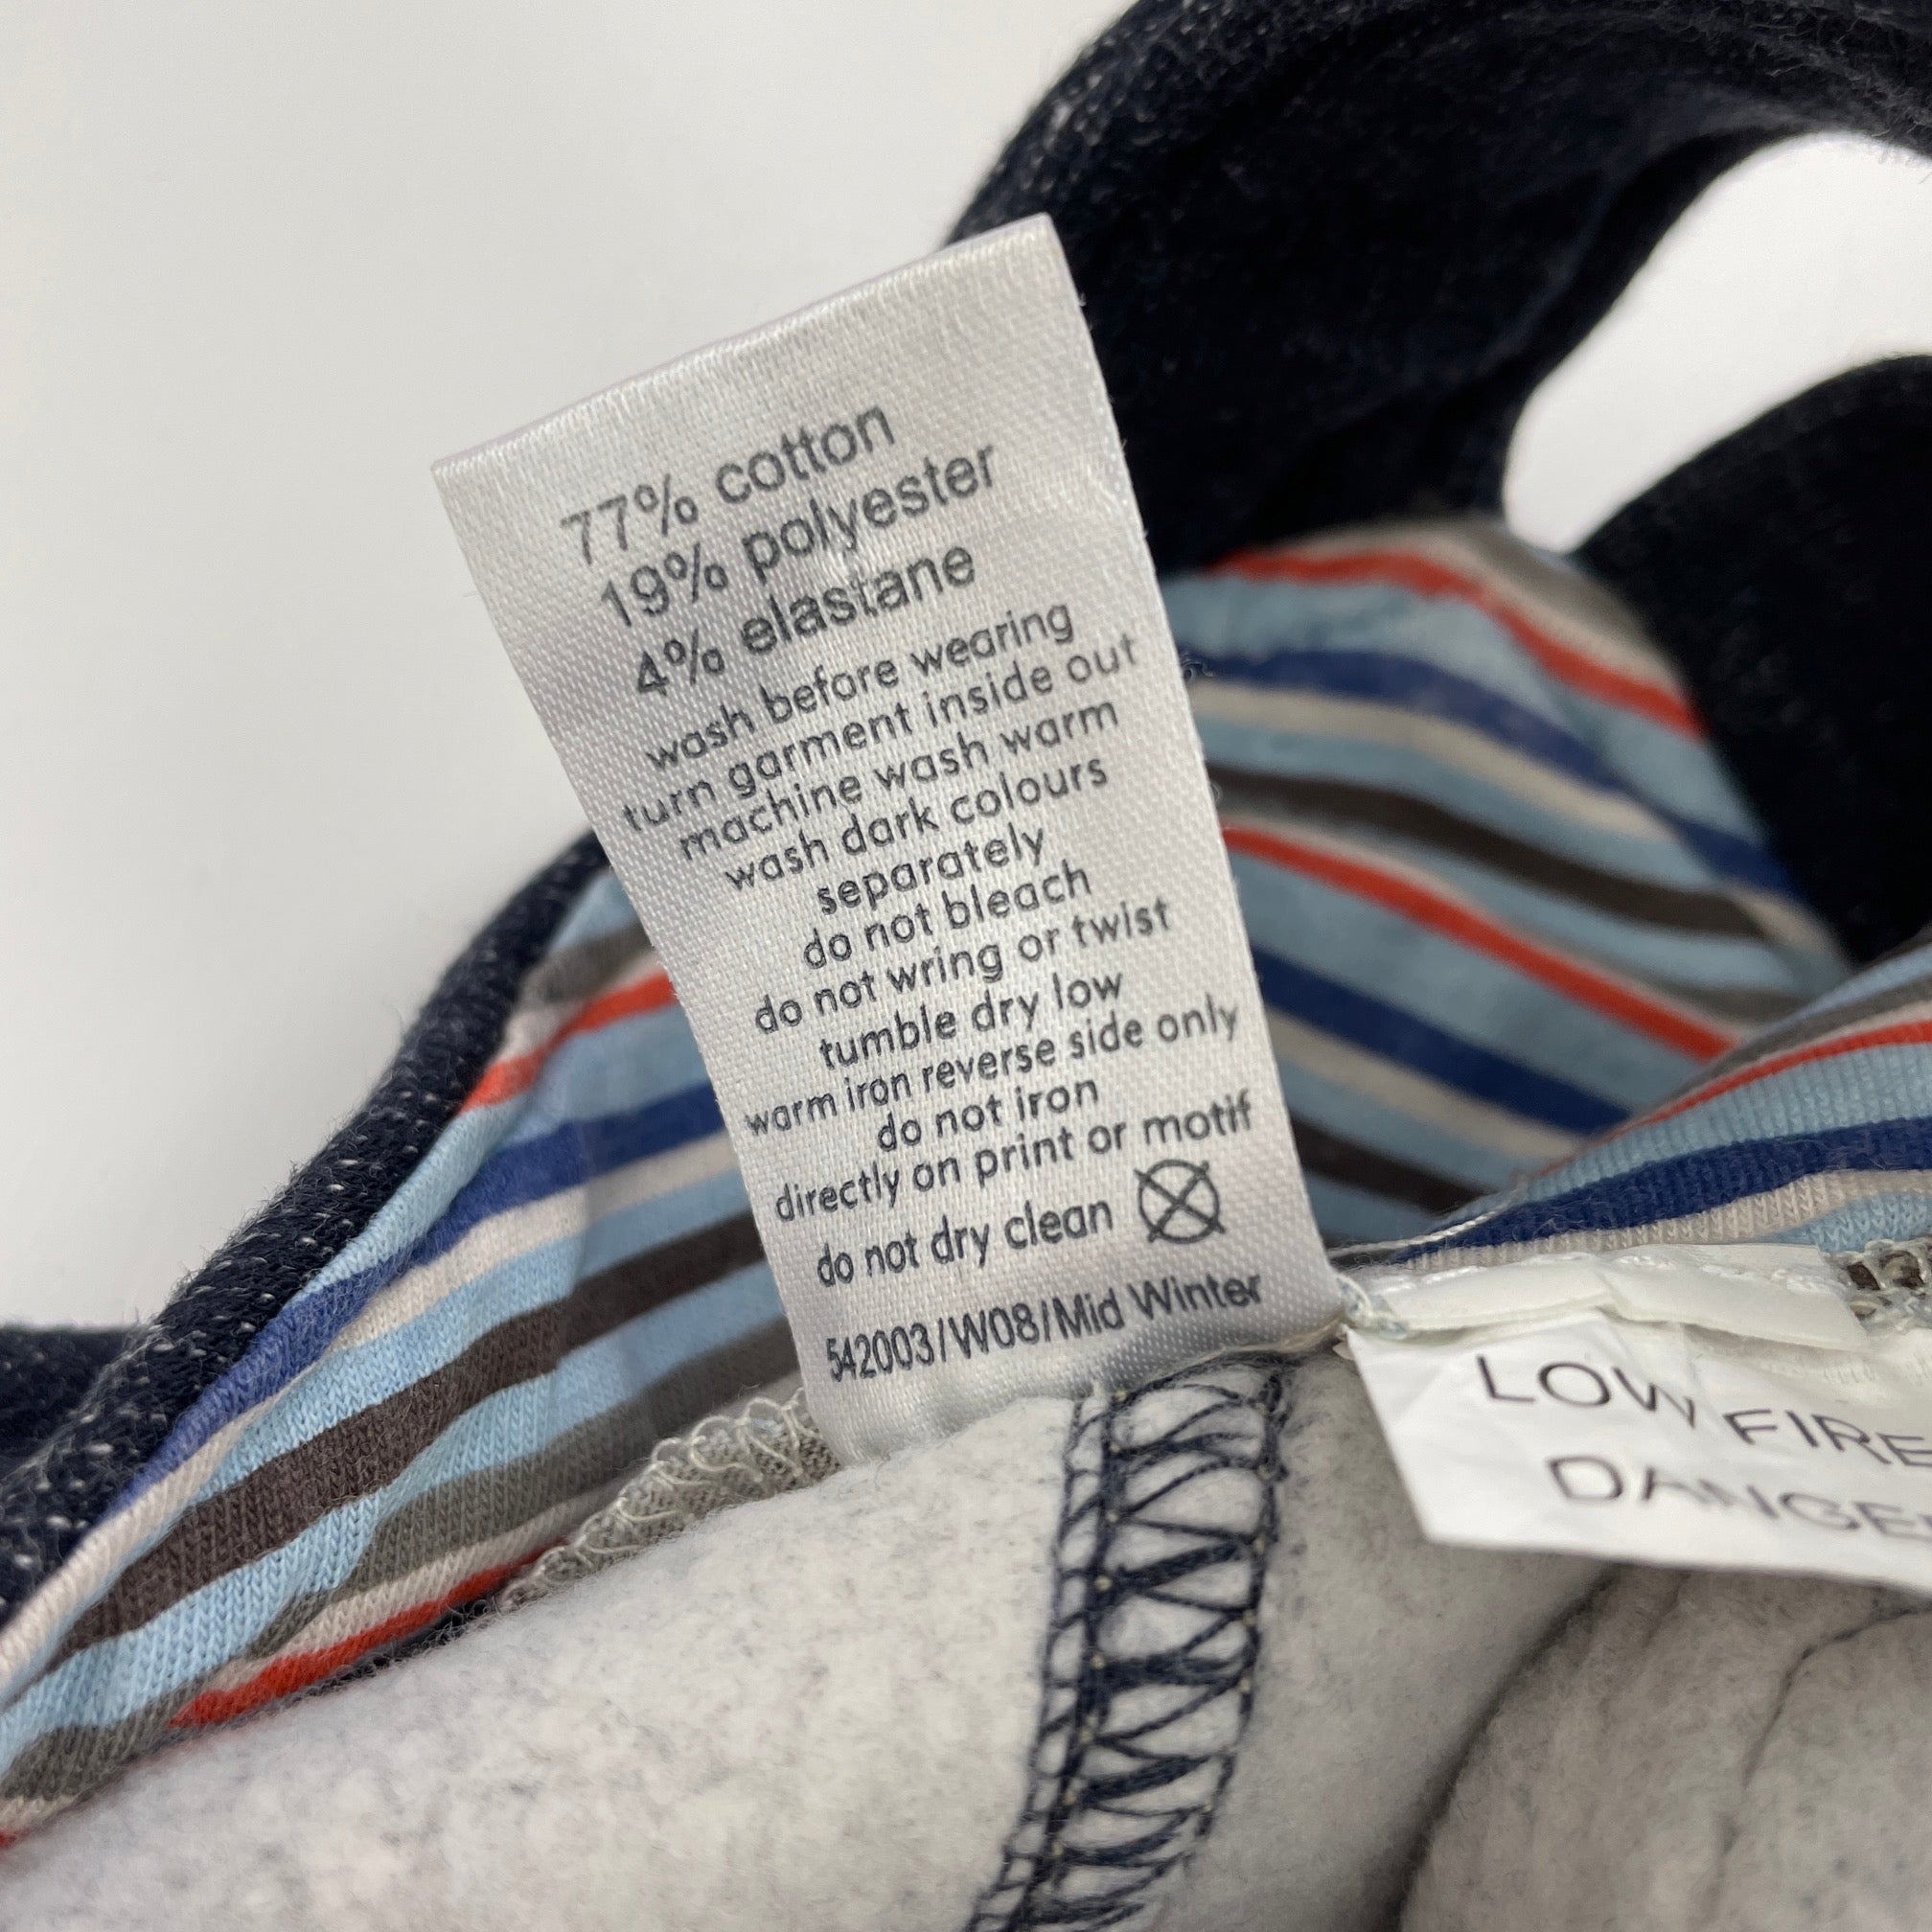 77% cotton
19% polyester
4% elastane
wash before wearing
turn garment inside out
machine wash warm
wash dark colours
separately
do not bleach
do not wring or twist
tumble dry low
warm iron reverse side only
do not iron
directly on print or motif
do not dry clean
542003/W08/Mid Winter
LOW FIRE
DANGE